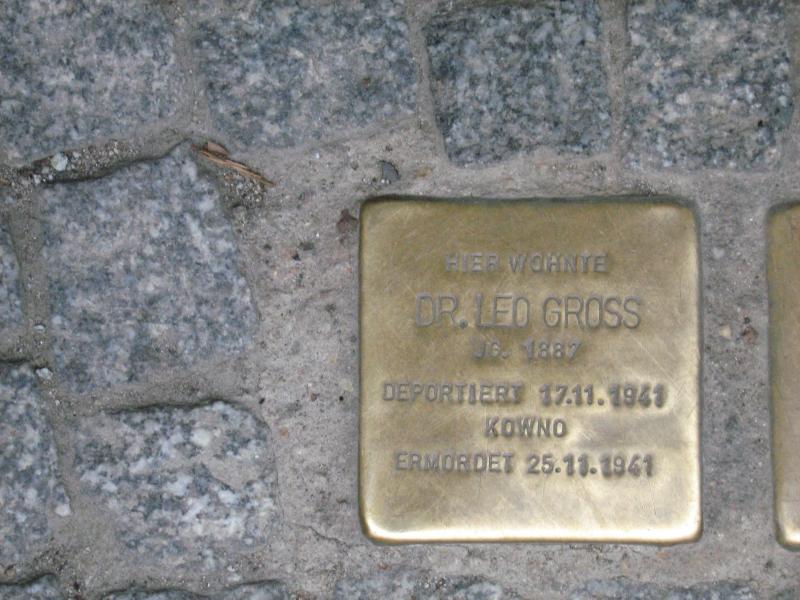 HIER WOHNTE
DR. LEO GROSS
JG. 1887
DEPORTIERT 17.11.1941
KOWNO
ERMORDET 25.11.1941